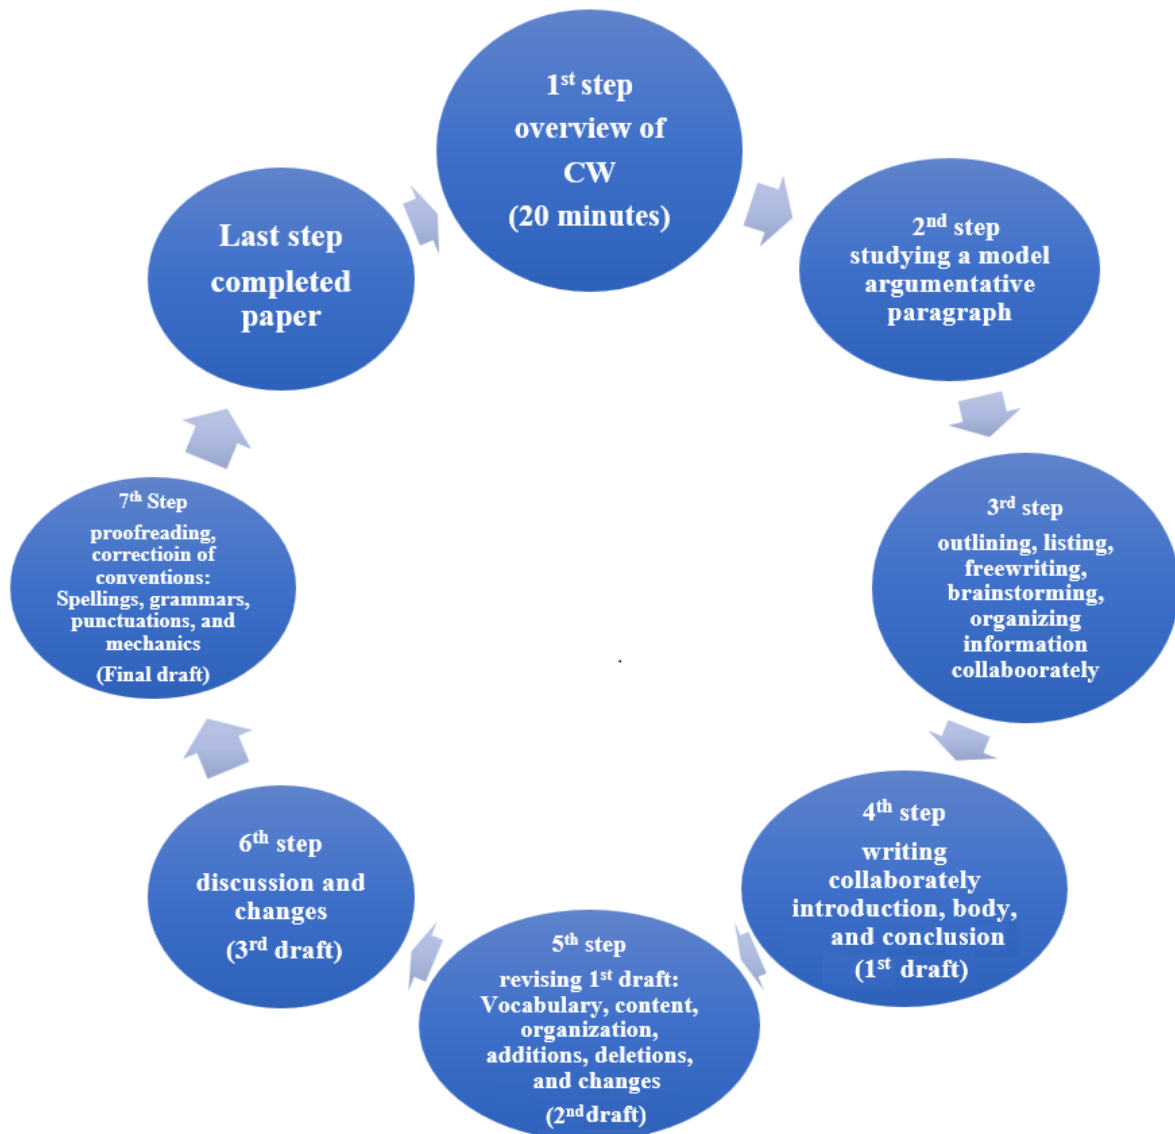 1st step
overview of
CW
(20 minutes)
2nd step
studying a model
argumentative
paragraph
3rd step
outlining, listing,
freewriting,
brainstorming,
organizing
information
collaboorately
4th step
writing
collaborately
introduction, body,
and conclusion
(1st draft)
5th step
revising 1st draft:
Vocabulary, content,
organization,
additions, deletions,
and changes
(2nd draft)
6th step
discussion and
changes
(3rd draft)
7th Step
proofreading,
correctioin of
conventions:
Spellings, grammars,
punctuations, and
mechanics
(Final draft)
Last step
completed
paper